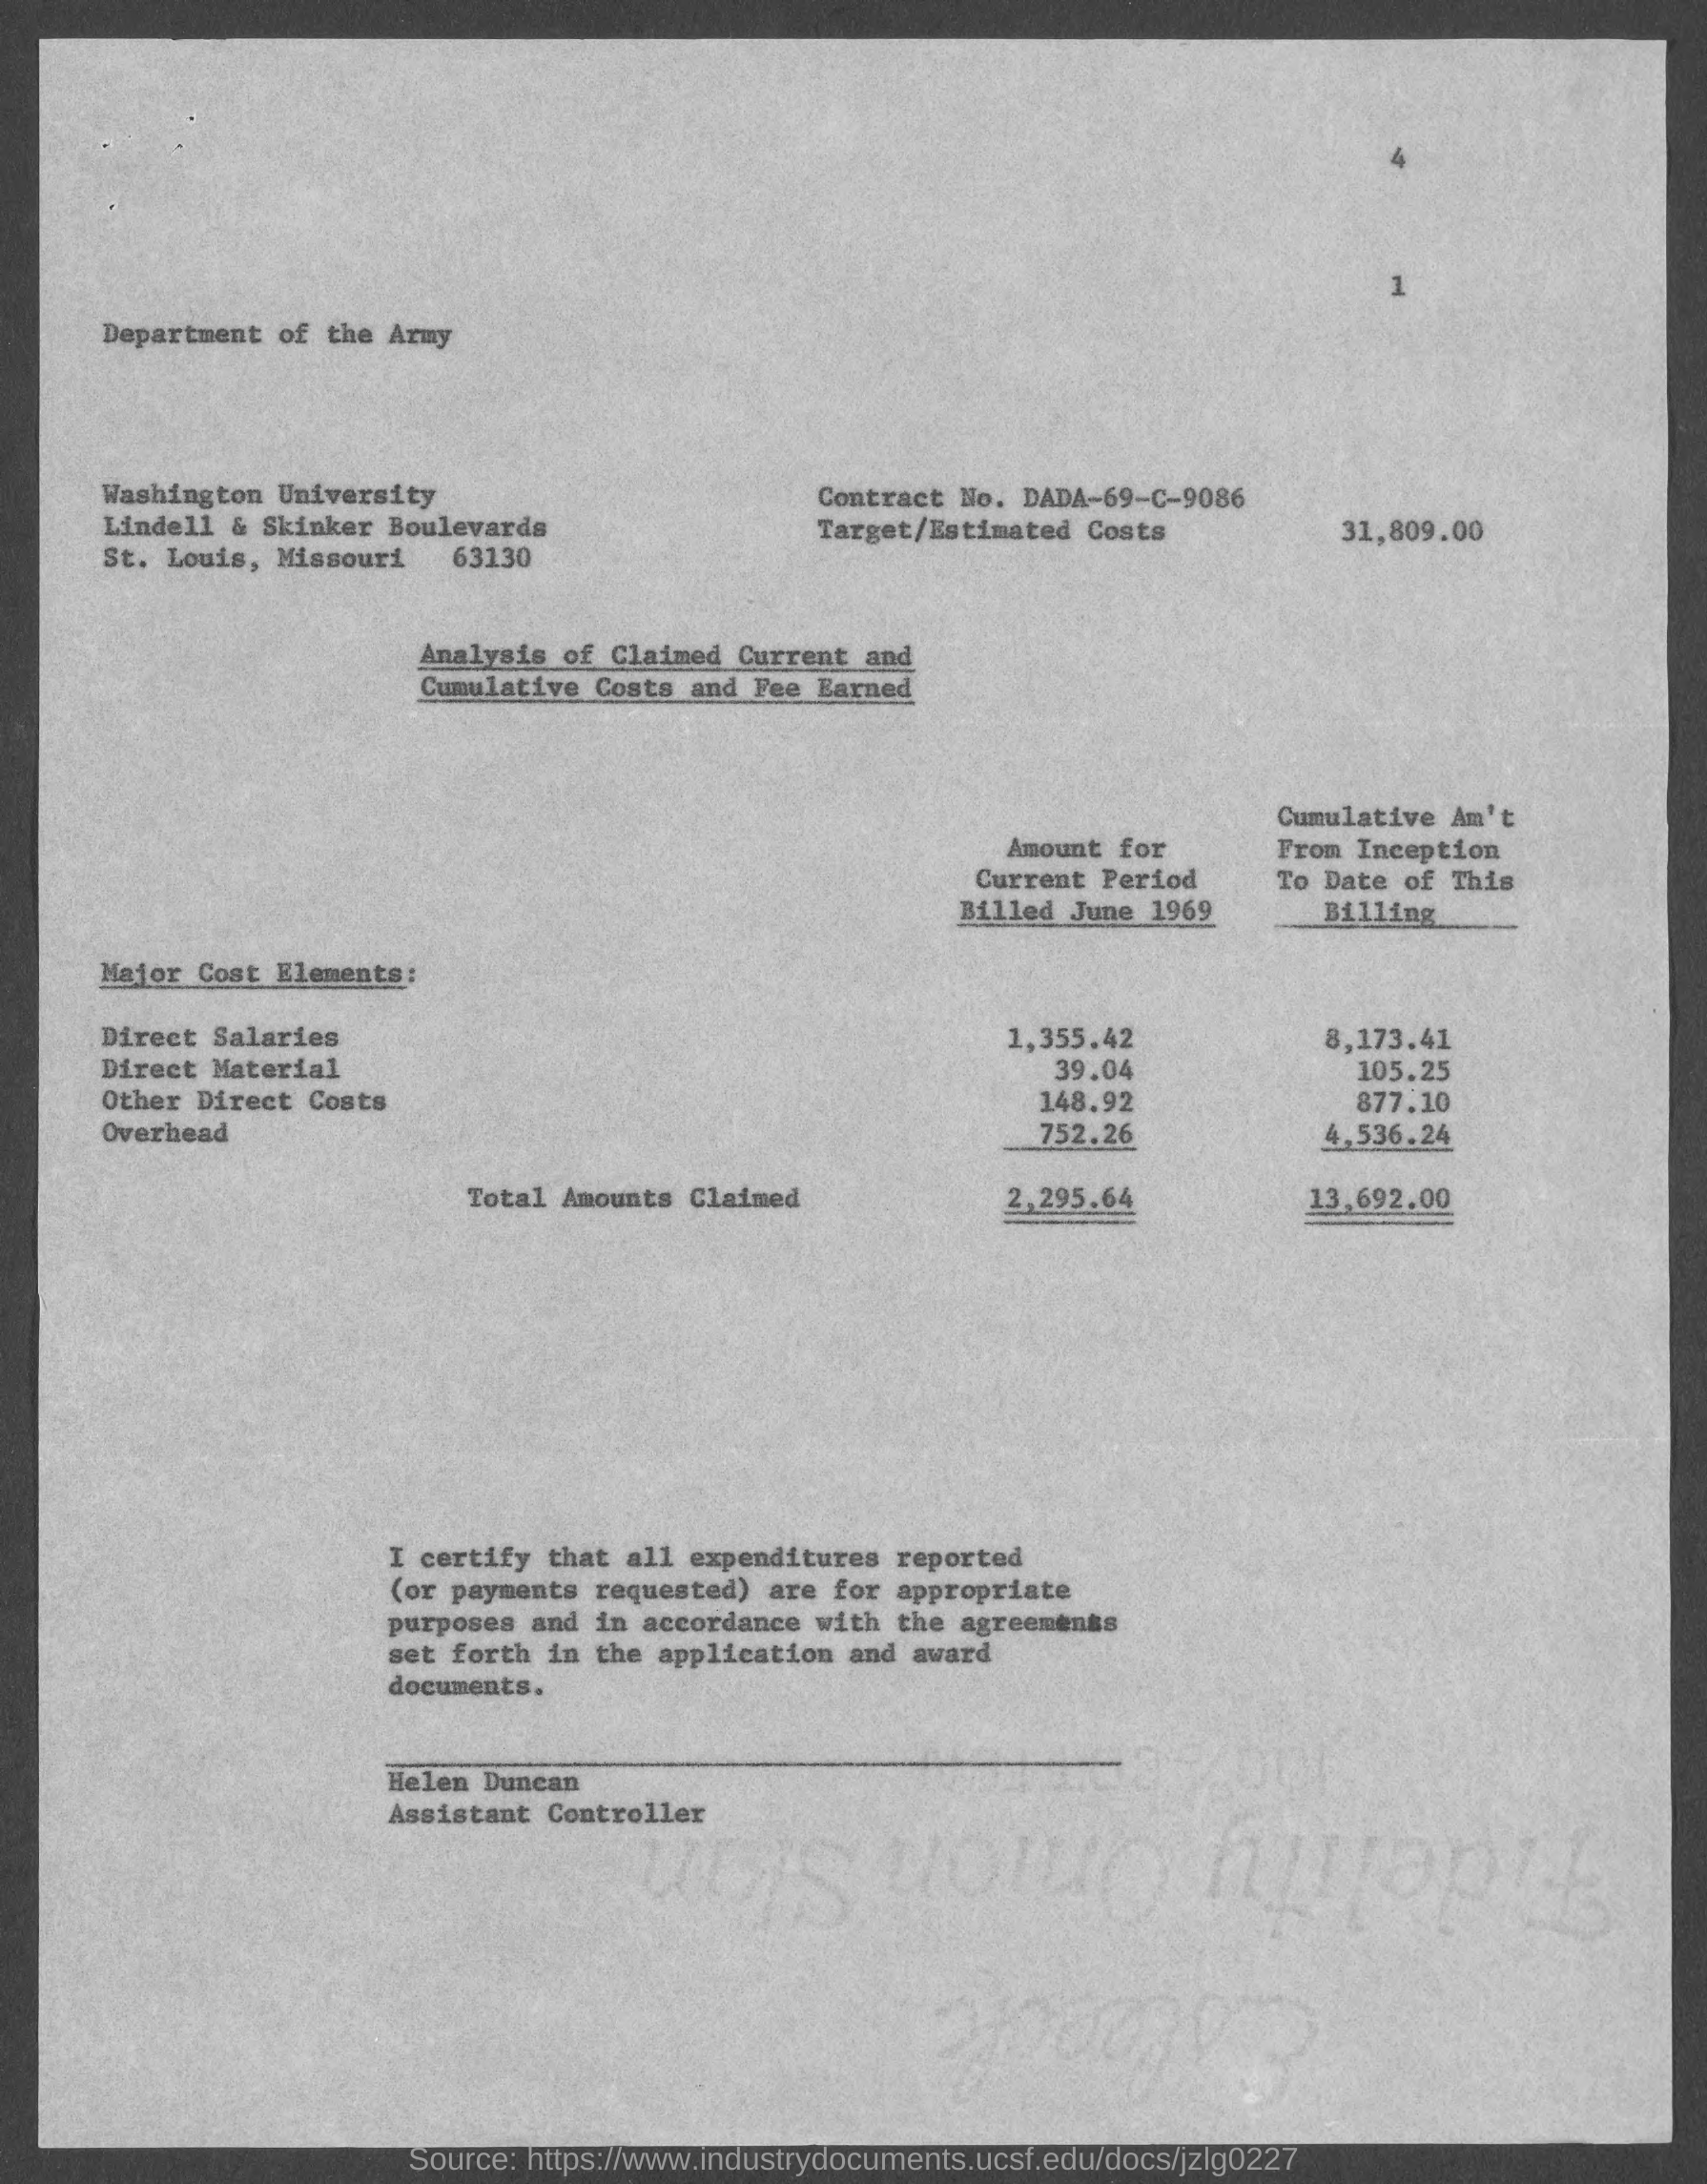 4
1
Department of the Army
Washington University
Lindell & Skinker Boulevards
St. Louis, Missouri 63130
Contract No. DADA-69-C-9086
Target/Estimated Costs 31,809.00
Analysis of Claimed Current and
Cumulative Costs and Fee Earned
Amount for
Current Period
Billed June 1969
Cumulative Am't
From Inception
To Date of This
Billing
Major Cost Elements:
Direct Salaries 1,355.42 8,173.41
Direct Material 39.04 105.25
Other Direct Costs 148.92 877.10
Overhead 752.26 4,536.24
Total Amounts Claimed 2,295.64 13,692.00
I certify that all expenditures reported
(or payments requested) are for appropriate
purposes and in accordance with the agreements
set forth in the application and award
documents.
Helen Duncan
Assistant Controller
Source: https://www.industrydocuments.ucsf.edu/docs/jzlg0227